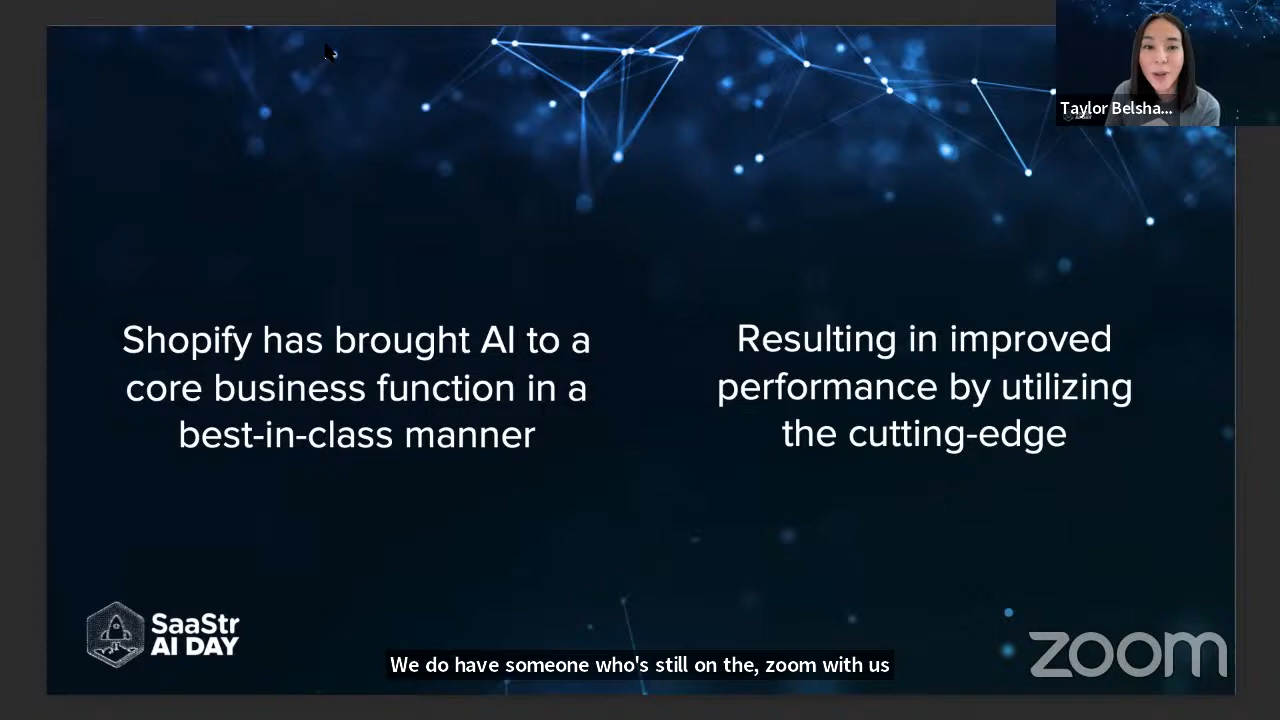 Taylor Belsha...
Shopify has brought AI to a
core business function in a
best-in-class manner
Resulting in improved
performance by utilizing
the cutting-edge
SaaStr
AI DAY
We do have someone who's still on the, zoom with us
zoom